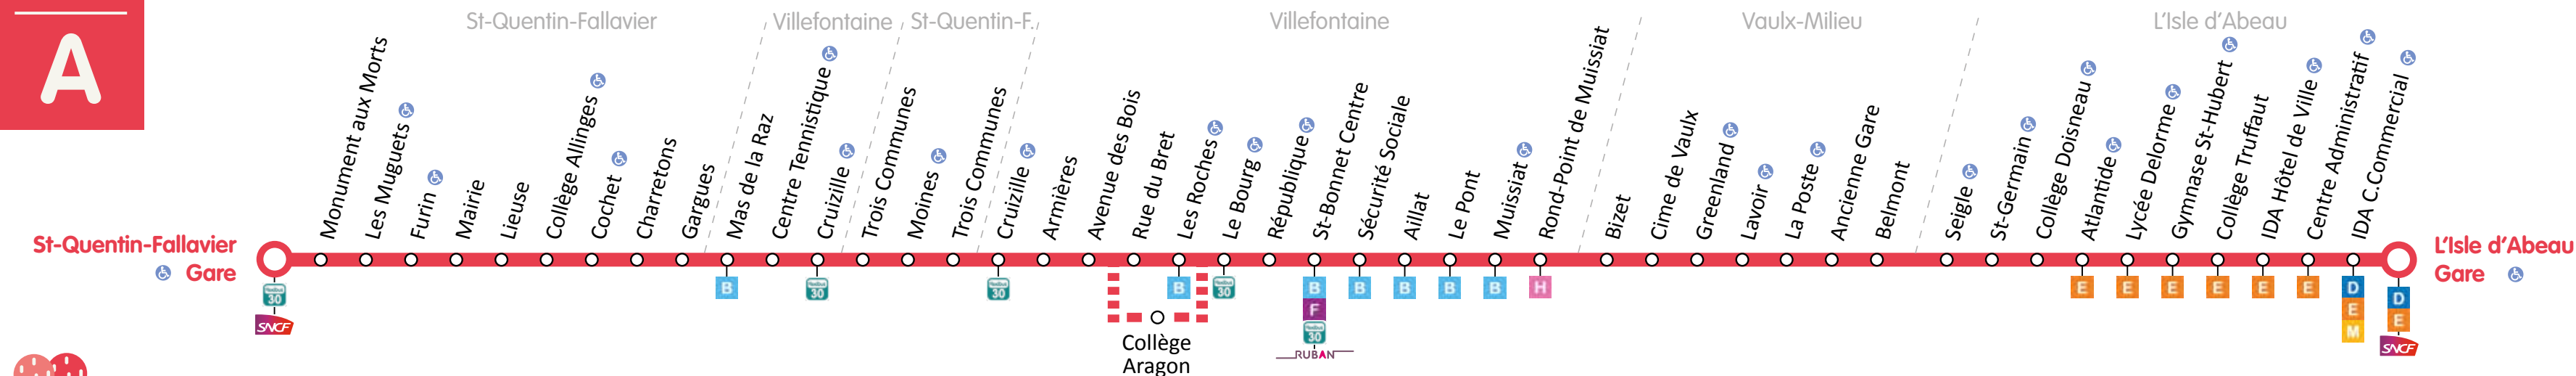 A
St-Quentin-Fallavier
Villefontaine
St-Quentin-F.
Villefontaine
Vaulx-Milieu
L'Isle d'Abeau
St-Quentin-Fallavier
Gare
Monument aux Morts
Les Muguets
Furin
Mairie
Lieuse
Collège Allinges
Cochet
Charretons
Gargues
Mas de la Raz
Centre Tennistique
Cruizille
Trois Communes
Moines
Trois Communes
Cruizille
Armières
Avenue des Bois
Rue du Bret
Les Roches
Le Bourg
République
St-Bonnet Centre
Sécurité Sociale
Aillat
Le Pont
Muissiat
Rond-Point de Muissiat
Bizet
Cime de Vaulx
Greenland
Lavoir
La Poste
Ancienne Gare
Belmont
Seigle
St-Germain
Collège Doisneau
Atlantide
Lycée Delorme
Gymnase St-Hubert
Collège Truffaut
IDA Hôtel de Ville
Centre Administratif
IDA C.Commercial
L'Isle d'Abeau
Gare
30
SNCF
B
30
30
Collège
Aragon
B
30
B
F
30
RUBAN
B
B
B
B
H
E
E
E
E
E
E
D
E
M
D
E
SNCF